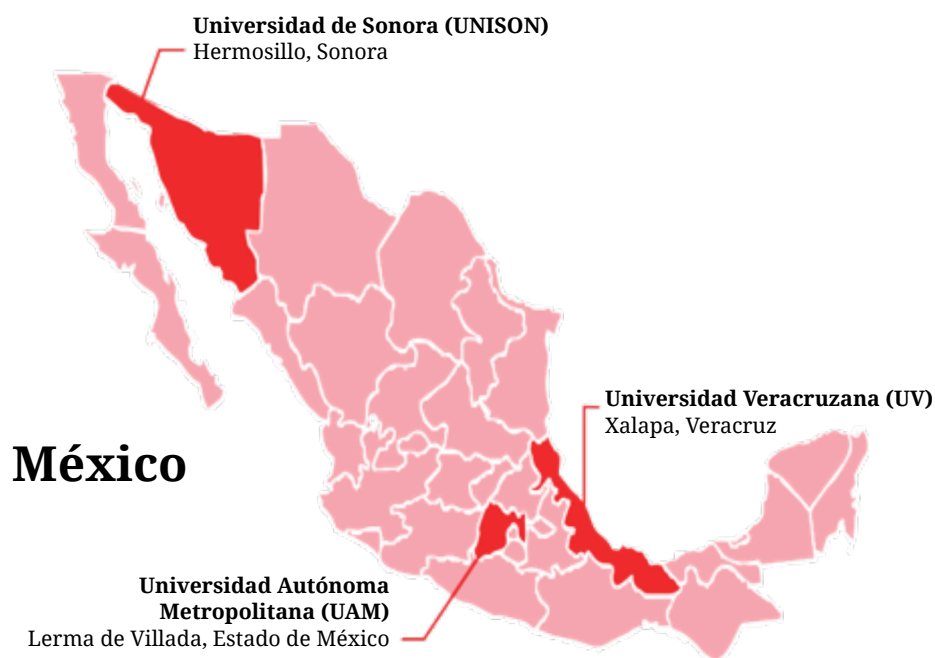 Universidad de Sonora (UNISON)
Hermosillo, Sonora
Universidad Veracruzana (UV)
Xalapa, Veracruz
México
Universidad Autónoma
Metropolitana (UAM)
Lerma de Villada, Estado de México